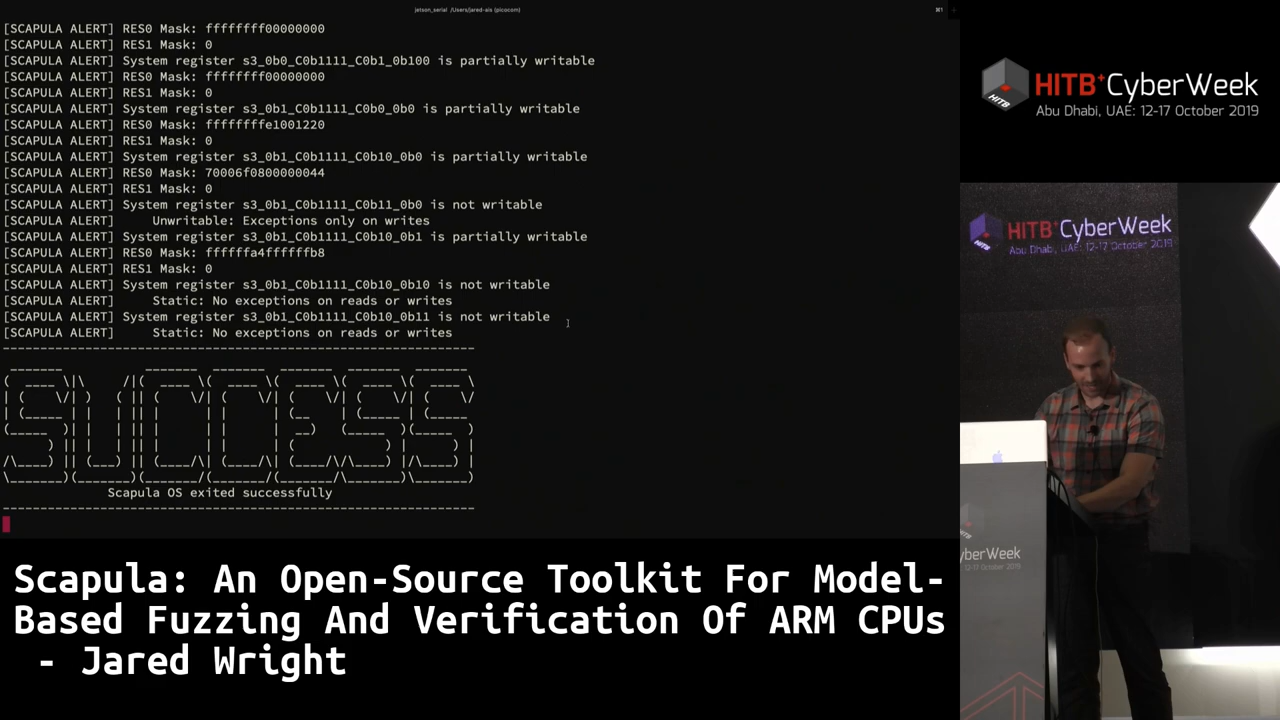 jetson_serial /Users/jared-ais (picocom)
⌘1
[SCAPULA ALERT] RES0 Mask: ffffffff00000000
[SCAPULA ALERT] RES1 Mask: 0
[SCAPULA ALERT] System register s3_0b0_C0b1111_C0b1_0b100 is partially writable
[SCAPULA ALERT] RES0 Mask: ffffffff00000000
[SCAPULA ALERT] RES1 Mask: 0
[SCAPULA ALERT] System register s3_0b1_C0b1111_C0b0_0b0 is partially writable
[SCAPULA ALERT] RES0 Mask: ffffffffe1001220
[SCAPULA ALERT] RES1 Mask: 0
[SCAPULA ALERT] System register s3_0b1_C0b1111_C0b10_0b0 is partially writable
[SCAPULA ALERT] RES0 Mask: 70006f0800000044
[SCAPULA ALERT] RES1 Mask: 0
[SCAPULA ALERT] System register s3_0b1_C0b1111_C0b11_0b0 is not writable
[SCAPULA ALERT]     Unwritable: Exceptions only on writes
[SCAPULA ALERT] System register s3_0b1_C0b1111_C0b10_0b1 is partially writable
[SCAPULA ALERT] RES0 Mask: ffffffa4ffffffb8
[SCAPULA ALERT] RES1 Mask: 0
[SCAPULA ALERT] System register s3_0b1_C0b1111_C0b10_0b10 is not writable
[SCAPULA ALERT]     Static: No exceptions on reads or writes
[SCAPULA ALERT] System register s3_0b1_C0b1111_C0b10_0b11 is not writable
[SCAPULA ALERT]     Static: No exceptions on reads or writes
SUCCESS
Scapula OS exited successfully
HITB+CyberWeek
Abu Dhabi, UAE: 12-17 October 2019
HITB
HITB+CyberWeek
Abu Dhabi, UAE: 12-17 October 2019
HITB
yberWeek
12-17 October 2019
Scapula: An Open-Source Toolkit For Model-
Based Fuzzing And Verification Of ARM CPUs
- Jared Wright